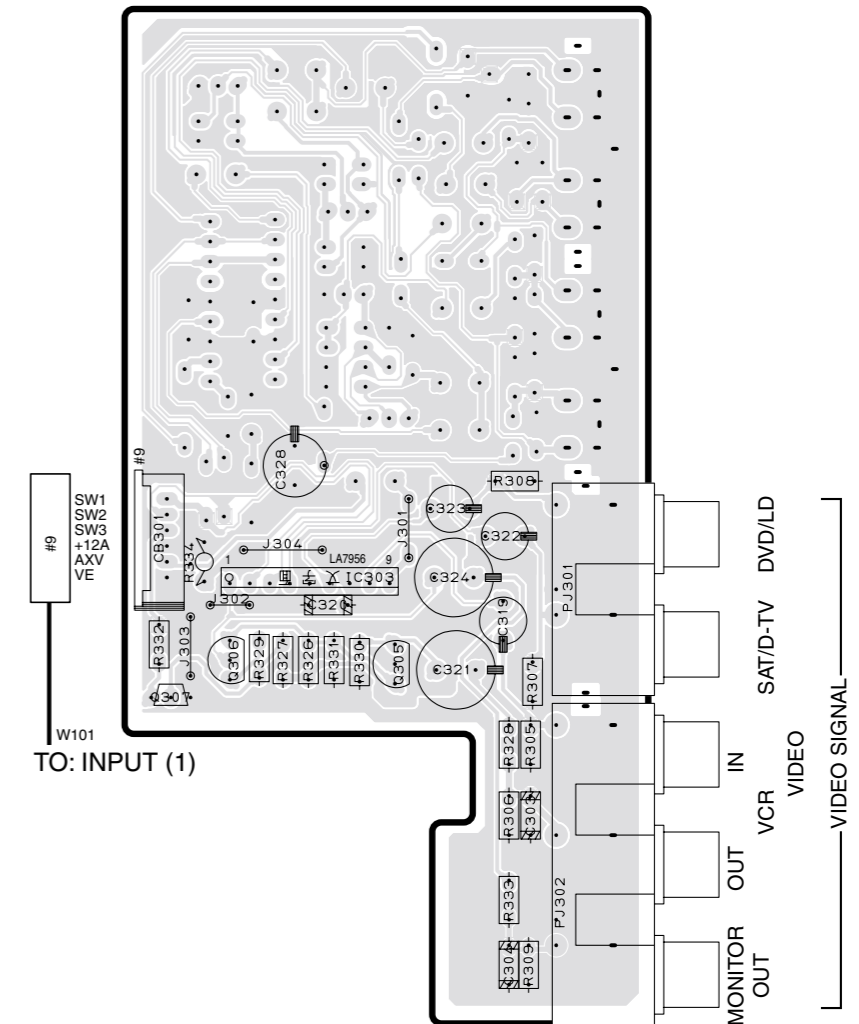 #9
C328
SW1
SW2
SW3
+12A
AXV
VE
#9
CB301
R334
J304
J301
1
LA7956
9
IC303
J302
C320
R308
C323
C322
C324
C319
C321
PJ301
DVD/LD
SAT/D-TV
R332
J303
Q307
Q306
R329
R327
R326
R331
R330
Q305
R307
W101
TO: INPUT (1)
R328
R305
R306
C303
R333
C304
R309
PJ302
IN
OUT
VCR
VIDEO
MONITOR
OUT
VIDEO SIGNAL